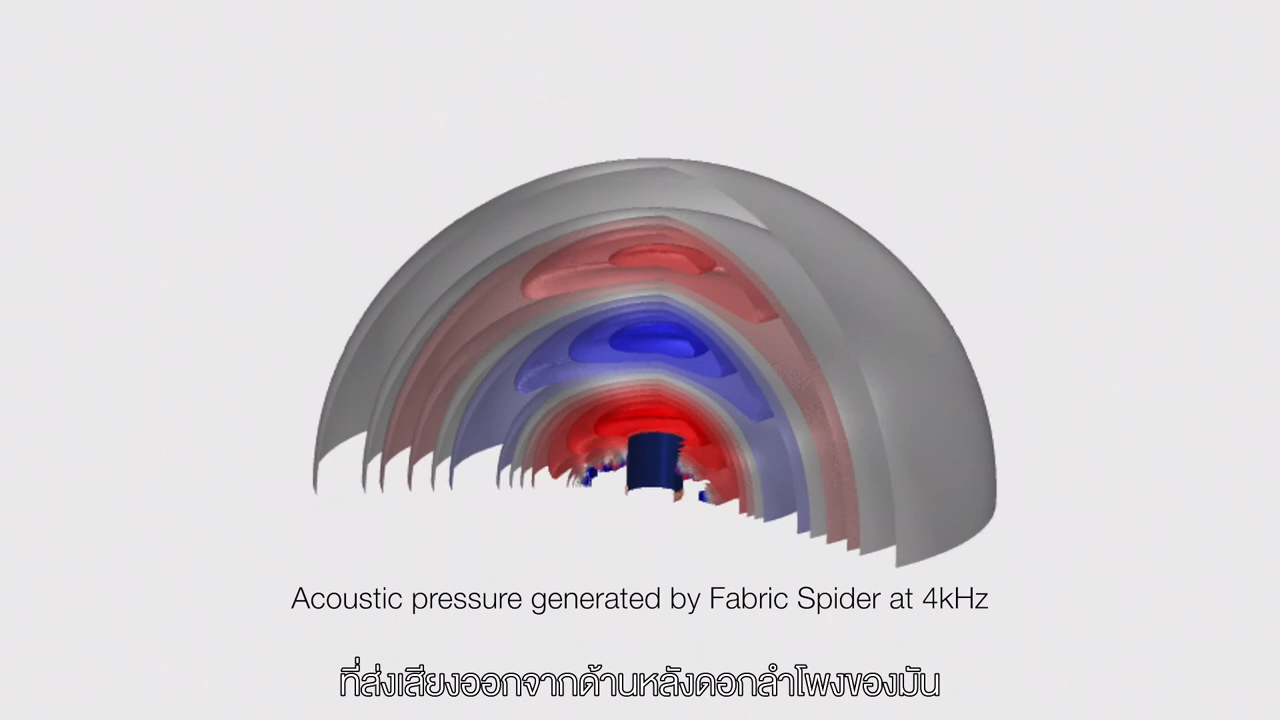 Acoustic pressure generated by Fabric Spider at 4kHz
ที่ส่งเสียงออกจากด้านหลังดอกลำโพงของมัน